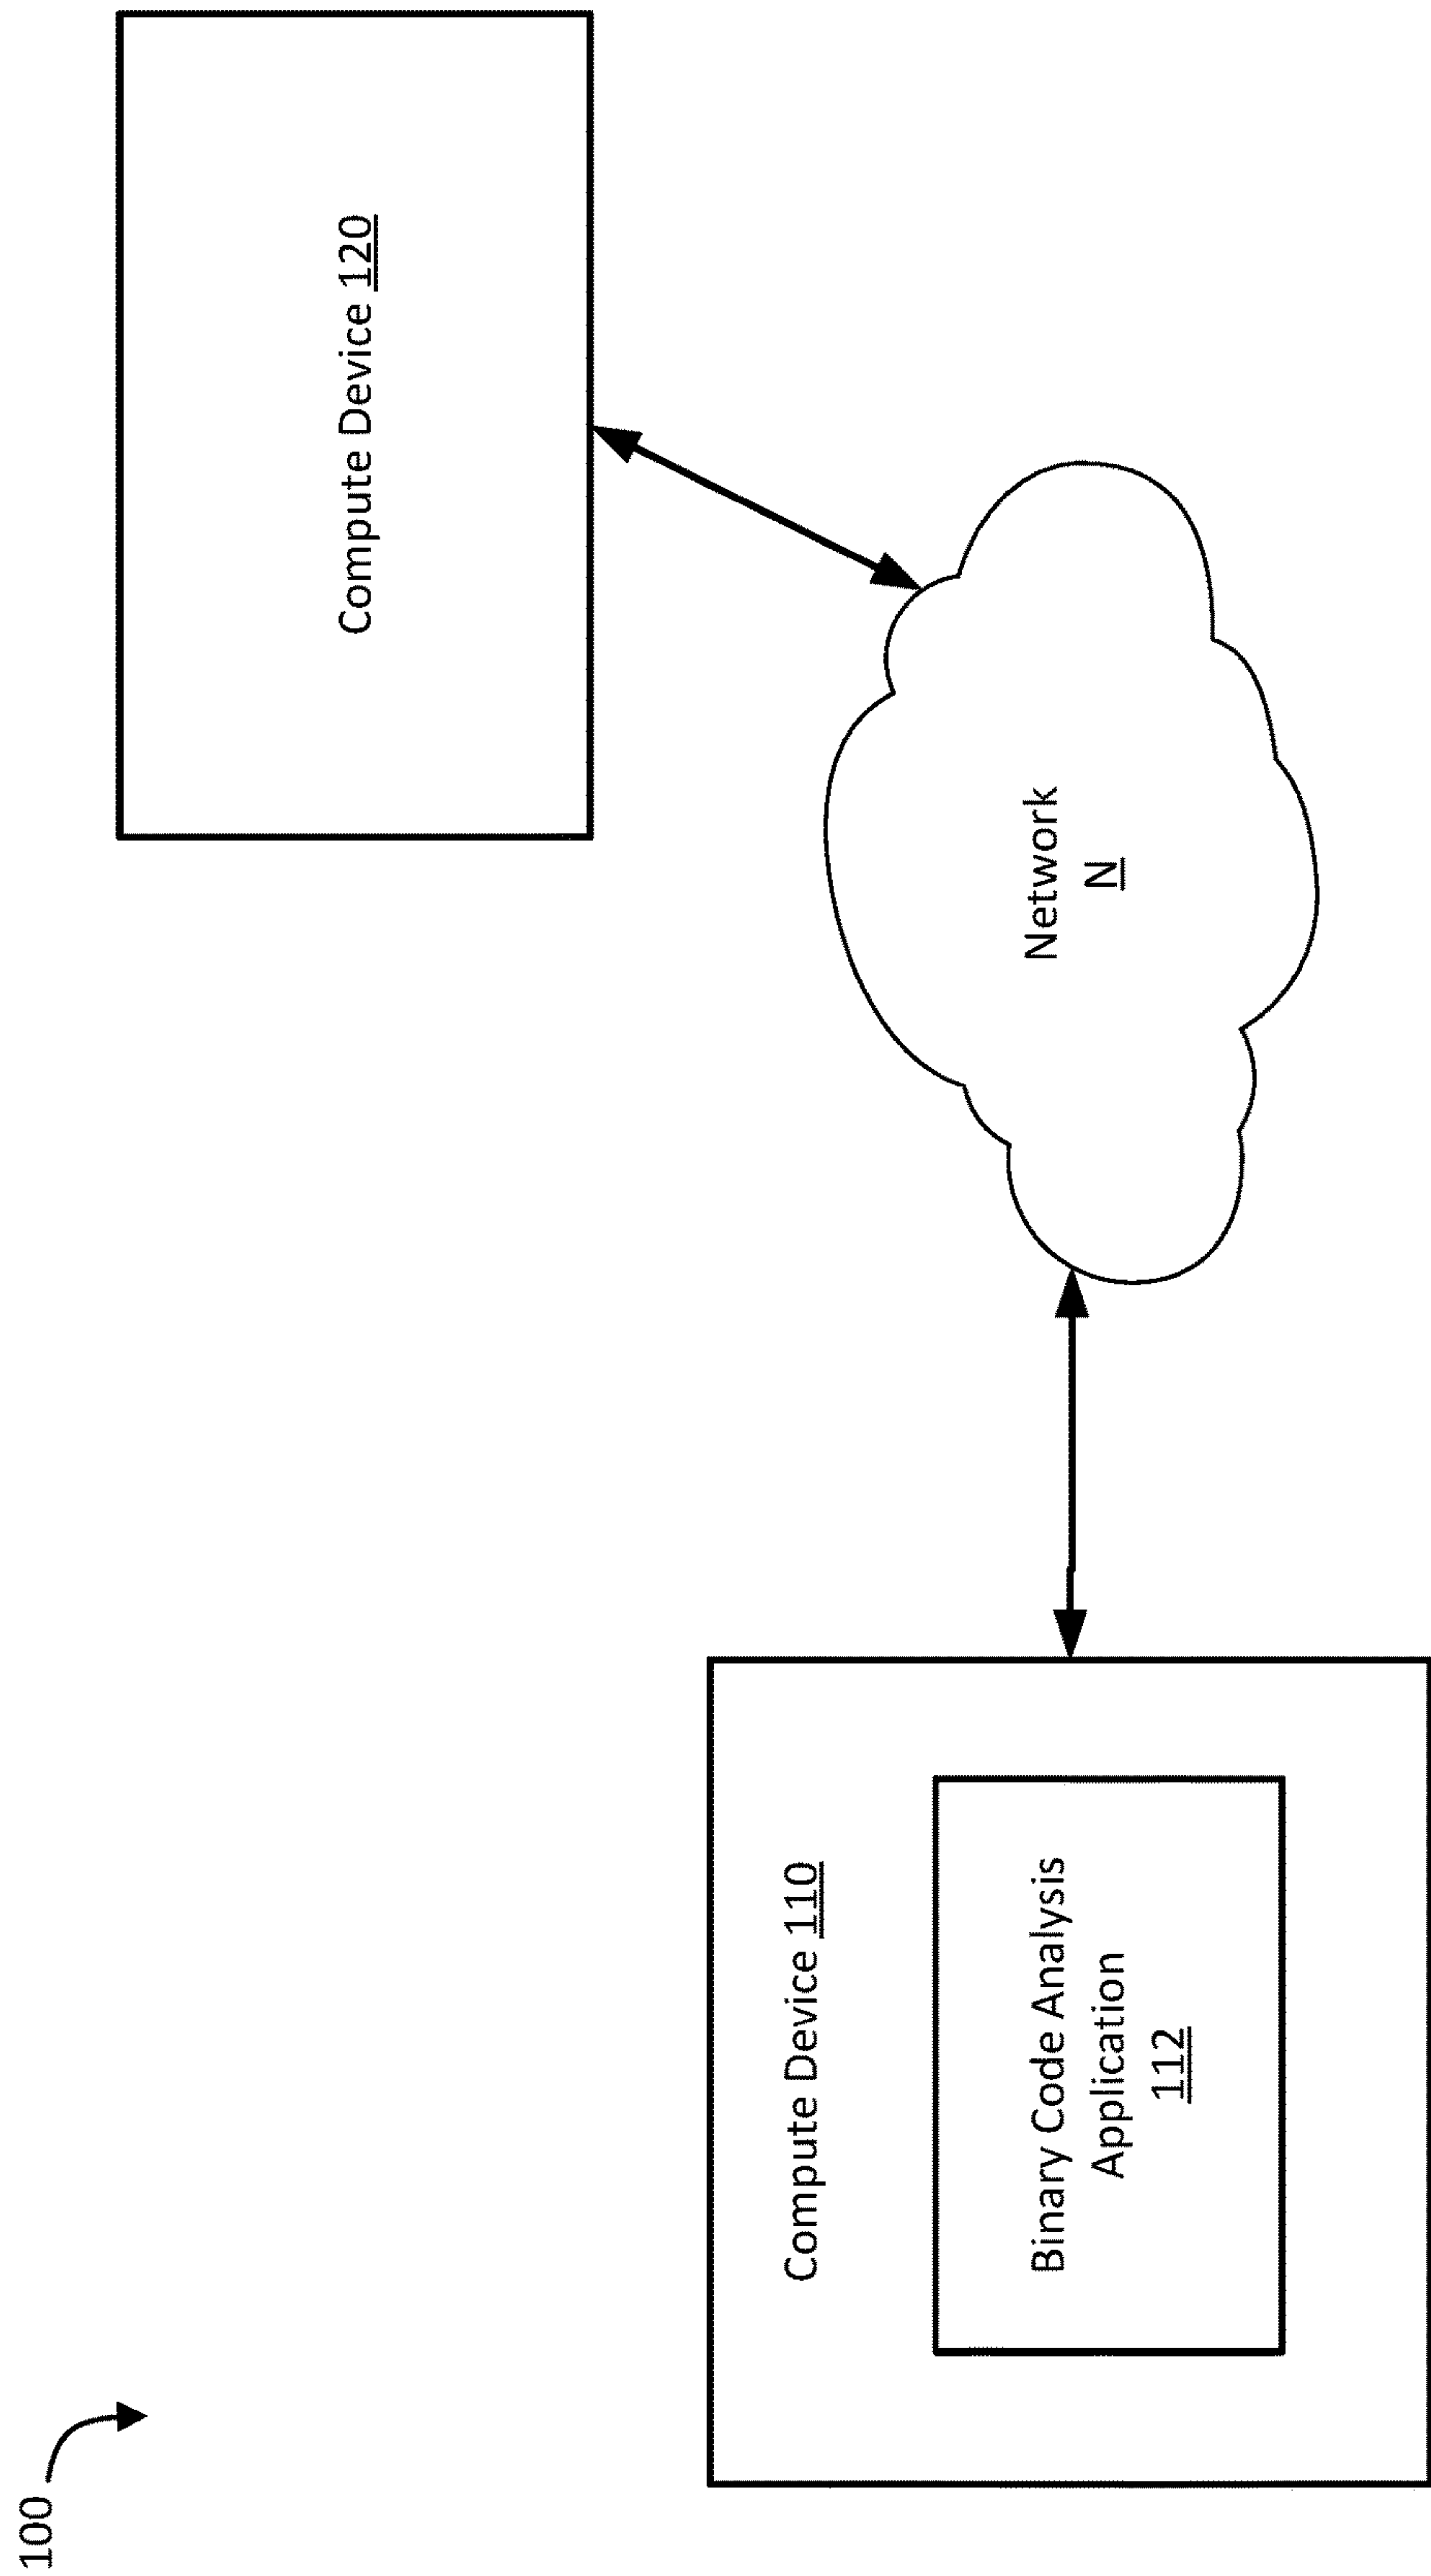 100
Compute Device 120
Compute Device 110
Binary Code Analysis
Application
112
Network
N